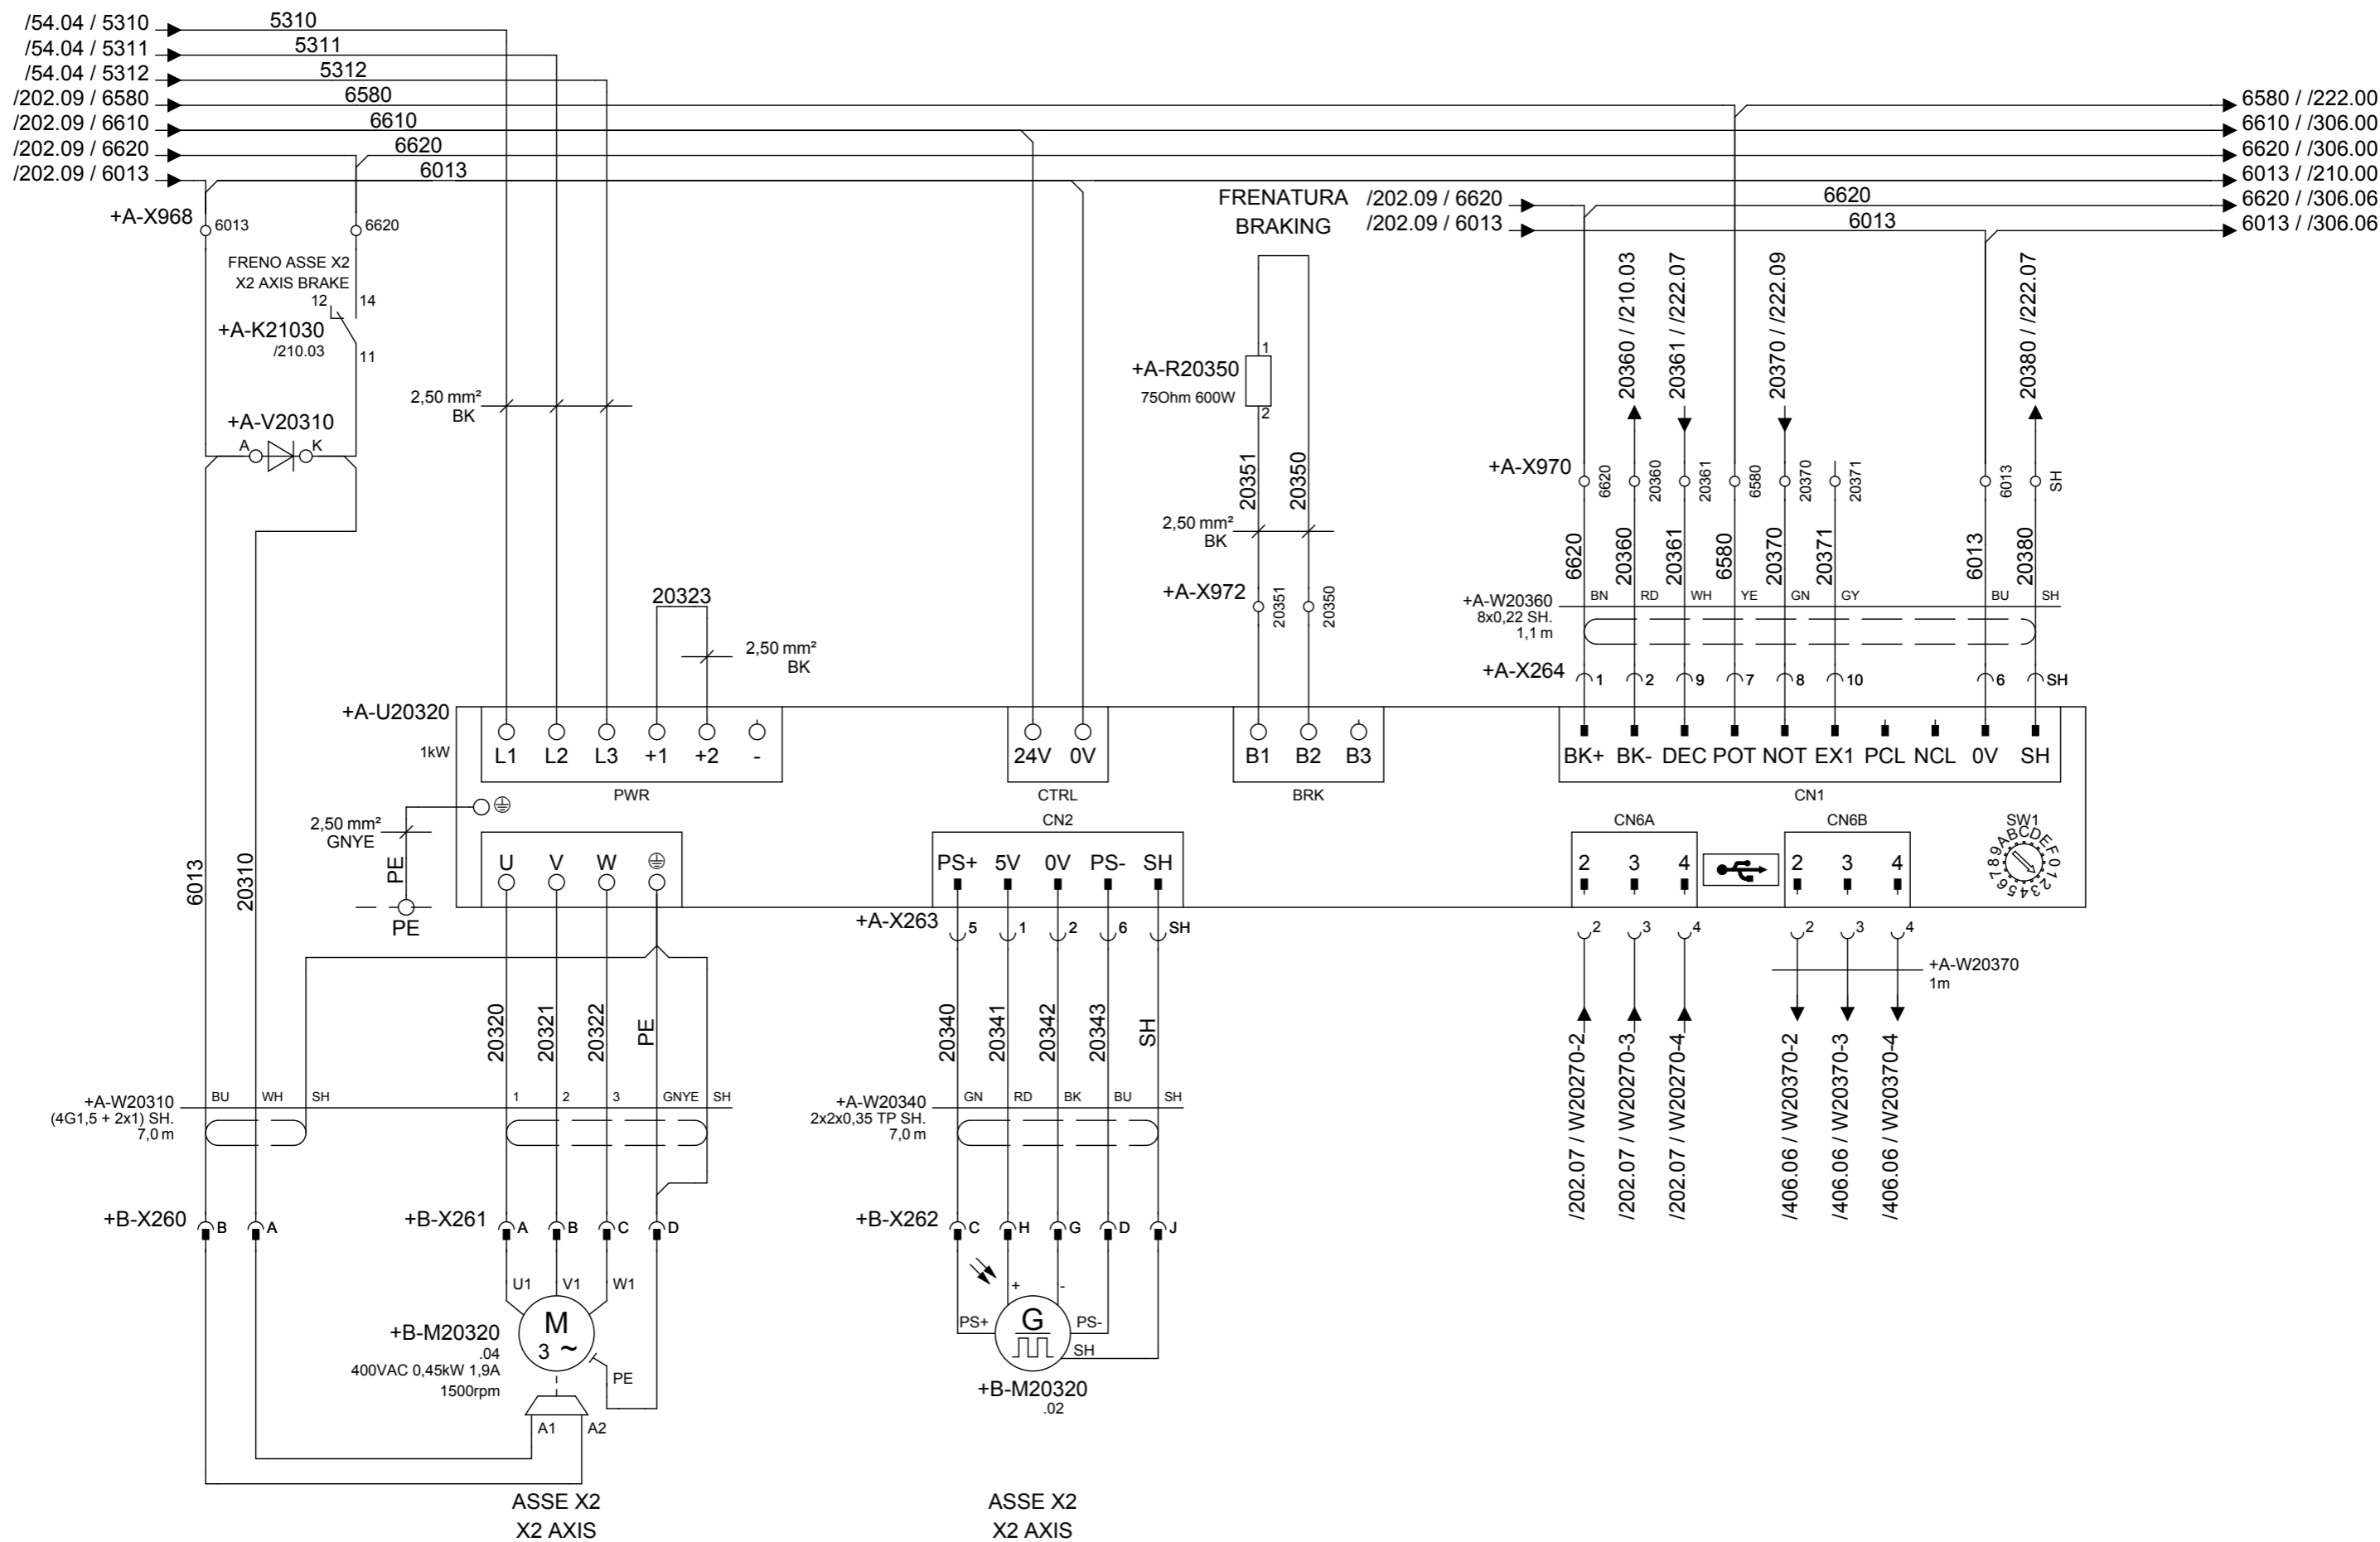 /54.04 / 5310
5310
/54.04 / 5311
5311
/54.04 / 5312
5312
/202.09 / 6580
6580
6580 / /222.00
/202.09 / 6610
6610
6610 / /306.00
/202.09 / 6620
6620
6620 / /306.00
/202.09 / 6013
6013
6013 / /210.00
FRENATURA
BRAKING
/202.09 / 6620
6620
6620 / /306.06
/202.09 / 6013
6013
6013 / /306.06
+A-X968
6013
6620
FRENO ASSE X2
X2 AXIS BRAKE
12
14
+A-K21030
/210.03
11
+A-V20310
A
K
2,50 mm²
BK
+A-R20350
75Ohm 600W
1
2
20351
20350
2,50 mm²
BK
+A-X972
20351
20350
20360 / /210.03
20361 / /222.07
20370 / /222.09
20380 / /222.07
+A-X970
6620
20360
20361
6580
20370
20371
6013
SH
6620
20360
20361
6580
20370
20371
6013
20380
+A-W20360
8x0,22 SH.
1,1 m
BN
RD
WH
YE
GN
GY
BU
SH
+A-X264
1
2
9
7
8
10
6
SH
20323
2,50 mm²
BK
+A-U20320
1kW
L1
L2
L3
+1
+2
-
PWR
24V
0V
CTRL
B1
B2
B3
BRK
BK+
BK-
DEC
POT
NOT
EX1
PCL
NCL
0V
SH
CN1
2,50 mm²
GNYE
PE
PE
U
V
W
CN2
PS+
5V
0V
PS-
SH
CN6A
2
3
4
CN6B
2
3
4
SW1
0123456789ABCDEF
+A-X263
5
1
2
6
SH
2
3
4
2
3
4
+A-W20370
1m
6013
20310
20320
20321
20322
PE
20340
20341
20342
20343
SH
/202.07 / W20270-2
/202.07 / W20270-3
/202.07 / W20270-4
/406.06 / W20370-2
/406.06 / W20370-3
/406.06 / W20370-4
+A-W20310
(4G1,5 + 2x1) SH.
7,0 m
BU
WH
SH
1
2
3
GNYE
SH
+A-W20340
2x2x0,35 TP SH.
7,0 m
GN
RD
BK
BU
SH
+B-X260
B
A
+B-X261
A
B
C
D
+B-X262
C
H
G
D
J
U1
V1
W1
M
3 ~
+B-M20320
.04
400VAC 0,45kW 1,9A
1500rpm
PE
A1
A2
+
-
PS+
G
PS-
SH
+B-M20320
.02
ASSE X2
X2 AXIS
ASSE X2
X2 AXIS